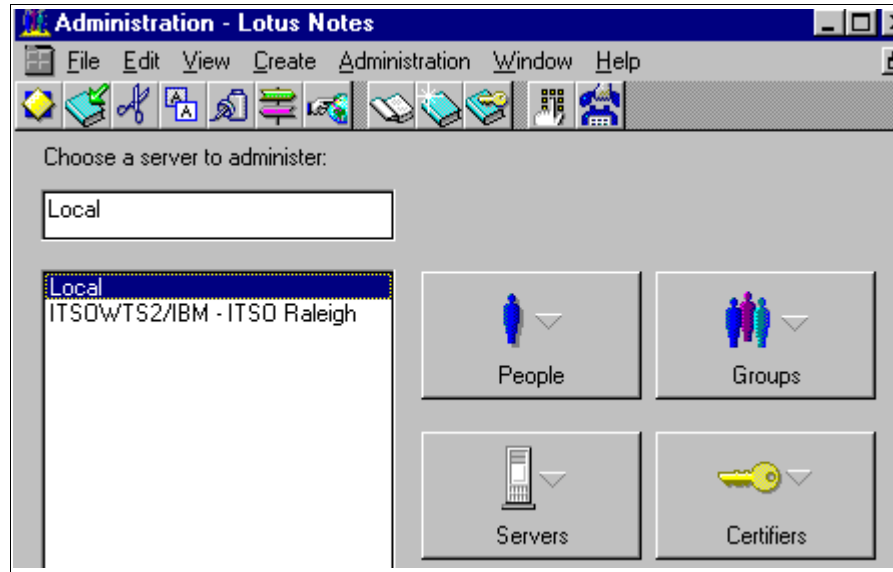 Administration - Lotus Notes
File Edit View Create Administration Window Help
Choose a server to administer:
Local
Local
ITSOWTS2/IBM - ITSO Raleigh
People
Groups
Servers
Certifiers